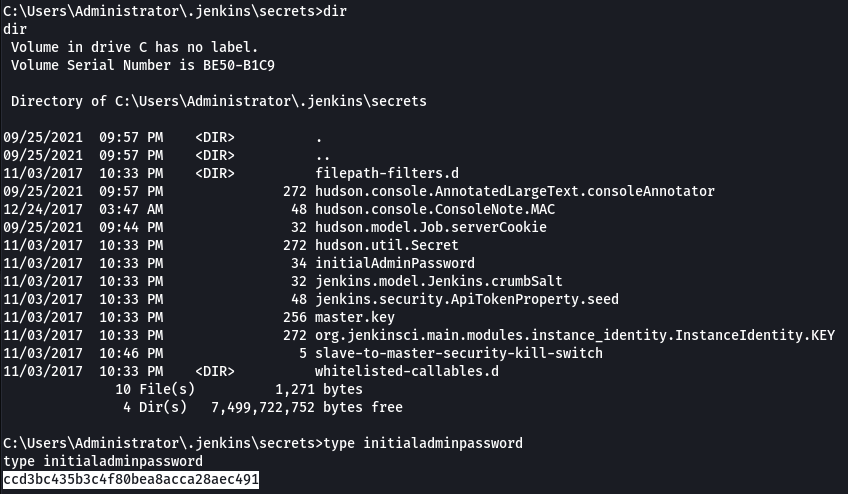 C:\Users\Administrator\.jenkins\secrets>dir
dir
 Volume in drive C has no label.
 Volume Serial Number is BE50-B1C9

 Directory of C:\Users\Administrator\.jenkins\secrets

09/25/2021  09:57 PM    <DIR>          .
09/25/2021  09:57 PM    <DIR>          ..
11/03/2017  10:33 PM    <DIR>          filepath-filters.d
09/25/2021  09:57 PM               272 hudson.console.AnnotatedLargeText.consoleAnnotator
12/24/2017  03:47 AM                48 hudson.console.ConsoleNote.MAC
09/25/2021  09:44 PM                32 hudson.model.Job.serverCookie
11/03/2017  10:33 PM               272 hudson.util.Secret
11/03/2017  10:33 PM                34 initialAdminPassword
11/03/2017  10:33 PM                32 jenkins.model.Jenkins.crumbSalt
11/03/2017  10:33 PM                48 jenkins.security.ApiTokenProperty.seed
11/03/2017  10:33 PM               256 master.key
11/03/2017  10:33 PM               272 org.jenkinsci.main.modules.instance_identity.InstanceIdentity.KEY
11/03/2017  10:46 PM                 5 slave-to-master-security-kill-switch
11/03/2017  10:33 PM    <DIR>          whitelisted-callables.d
              10 File(s)          1,271 bytes
               4 Dir(s)   7,499,722,752 bytes free

C:\Users\Administrator\.jenkins\secrets>type initialadminpassword
type initialadminpassword
ccd3bc435b3c4f80bea8acca28aec491